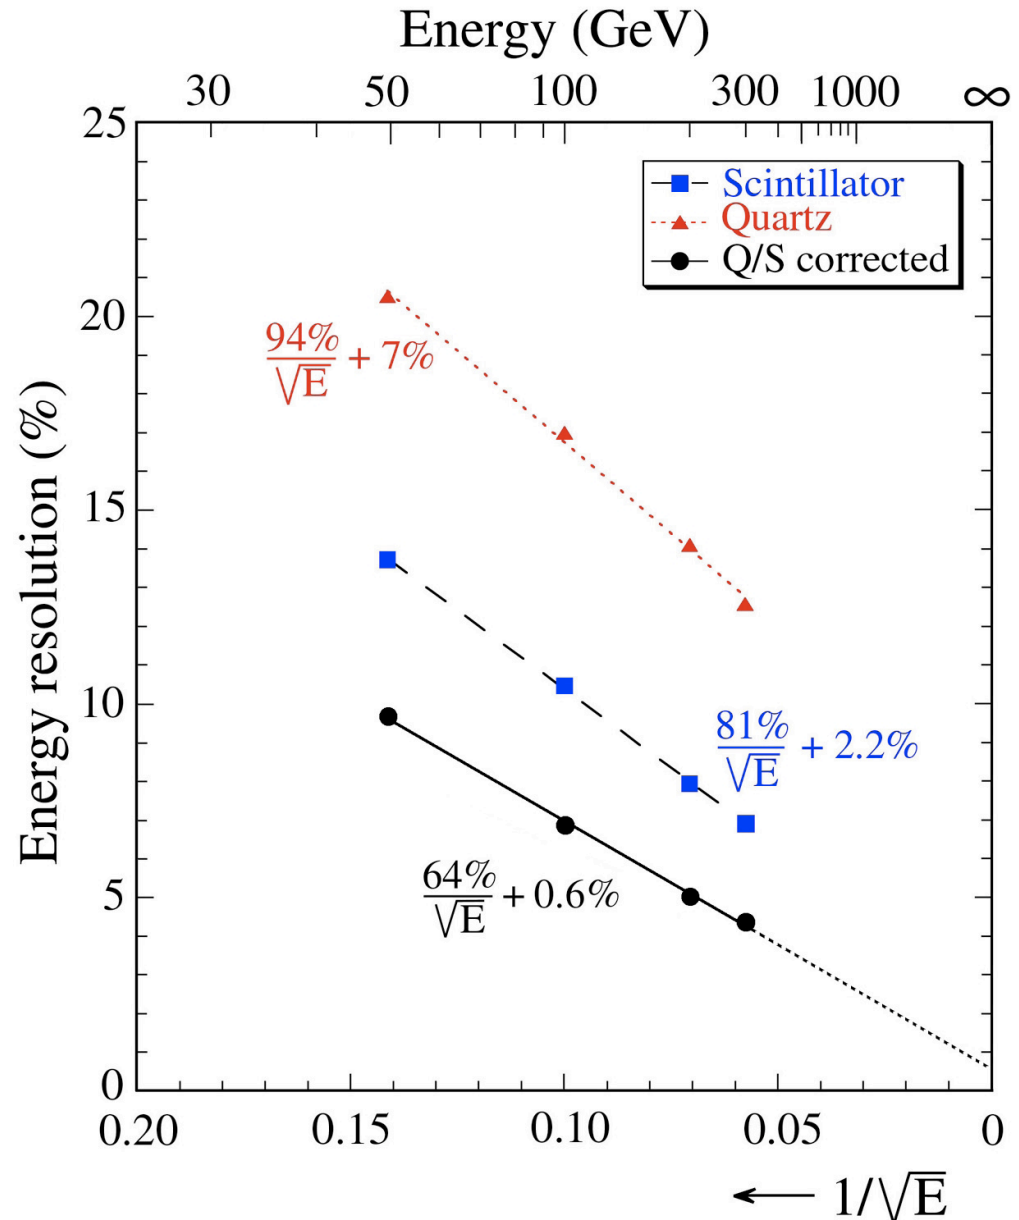 Energy (GeV)
30 50 100 300 1000 ∞
25
Scintillator
Quartz
Q/S corrected
20
94%/√E + 7%
15
Energy resolution (%)
10
81%/√E + 2.2%
64%/√E + 0.6%
5
0
0.20 0.15 0.10 0.05 0
← 1/√E